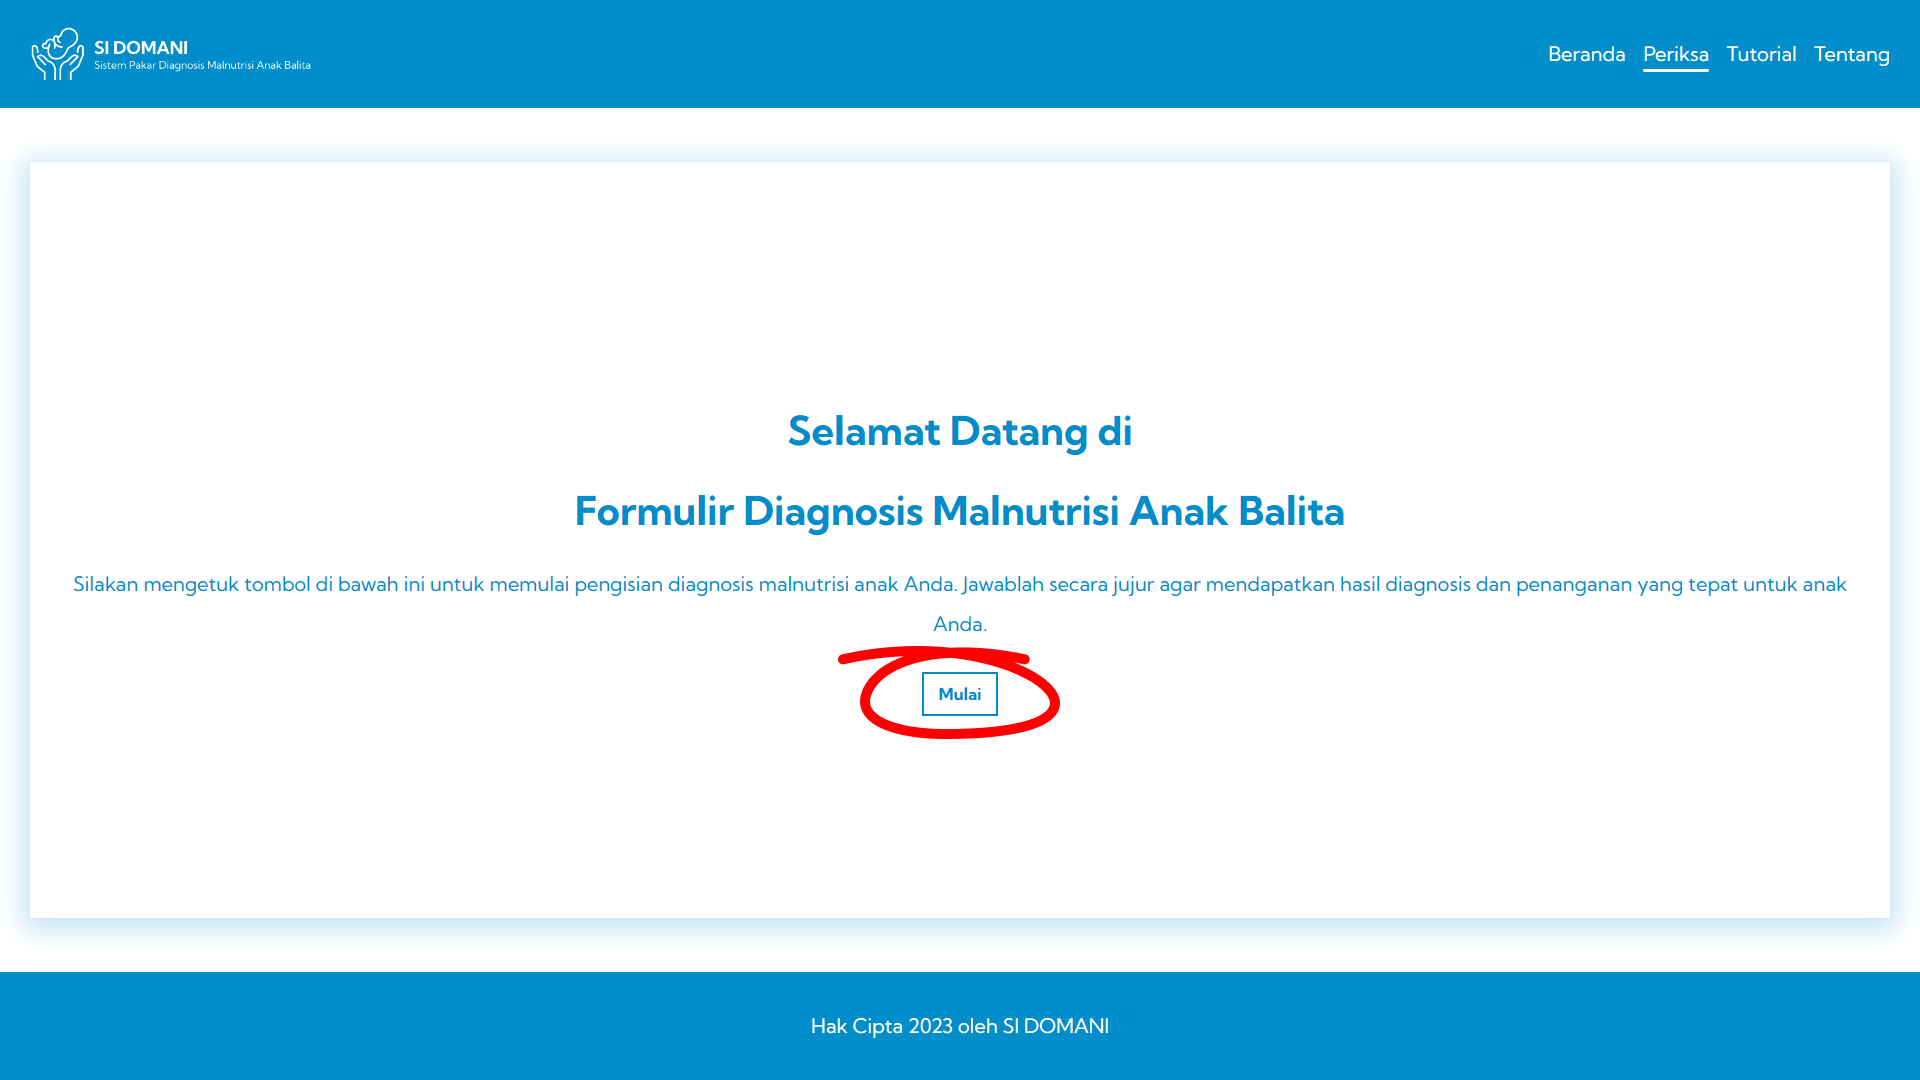 SI DOMANI
Sistem Pakar Diagnosis Malnutrisi Anak Balita
Beranda Periksa Tutorial Tentang
Selamat Datang di
Formulir Diagnosis Malnutrisi Anak Balita
Silakan mengetuk tombol di bawah ini untuk memulai pengisian diagnosis malnutrisi anak Anda. Jawablah secara jujur agar mendapatkan hasil diagnosis dan penanganan yang tepat untuk anak
Anda.
Mulai
Hak Cipta 2023 oleh SI DOMANI